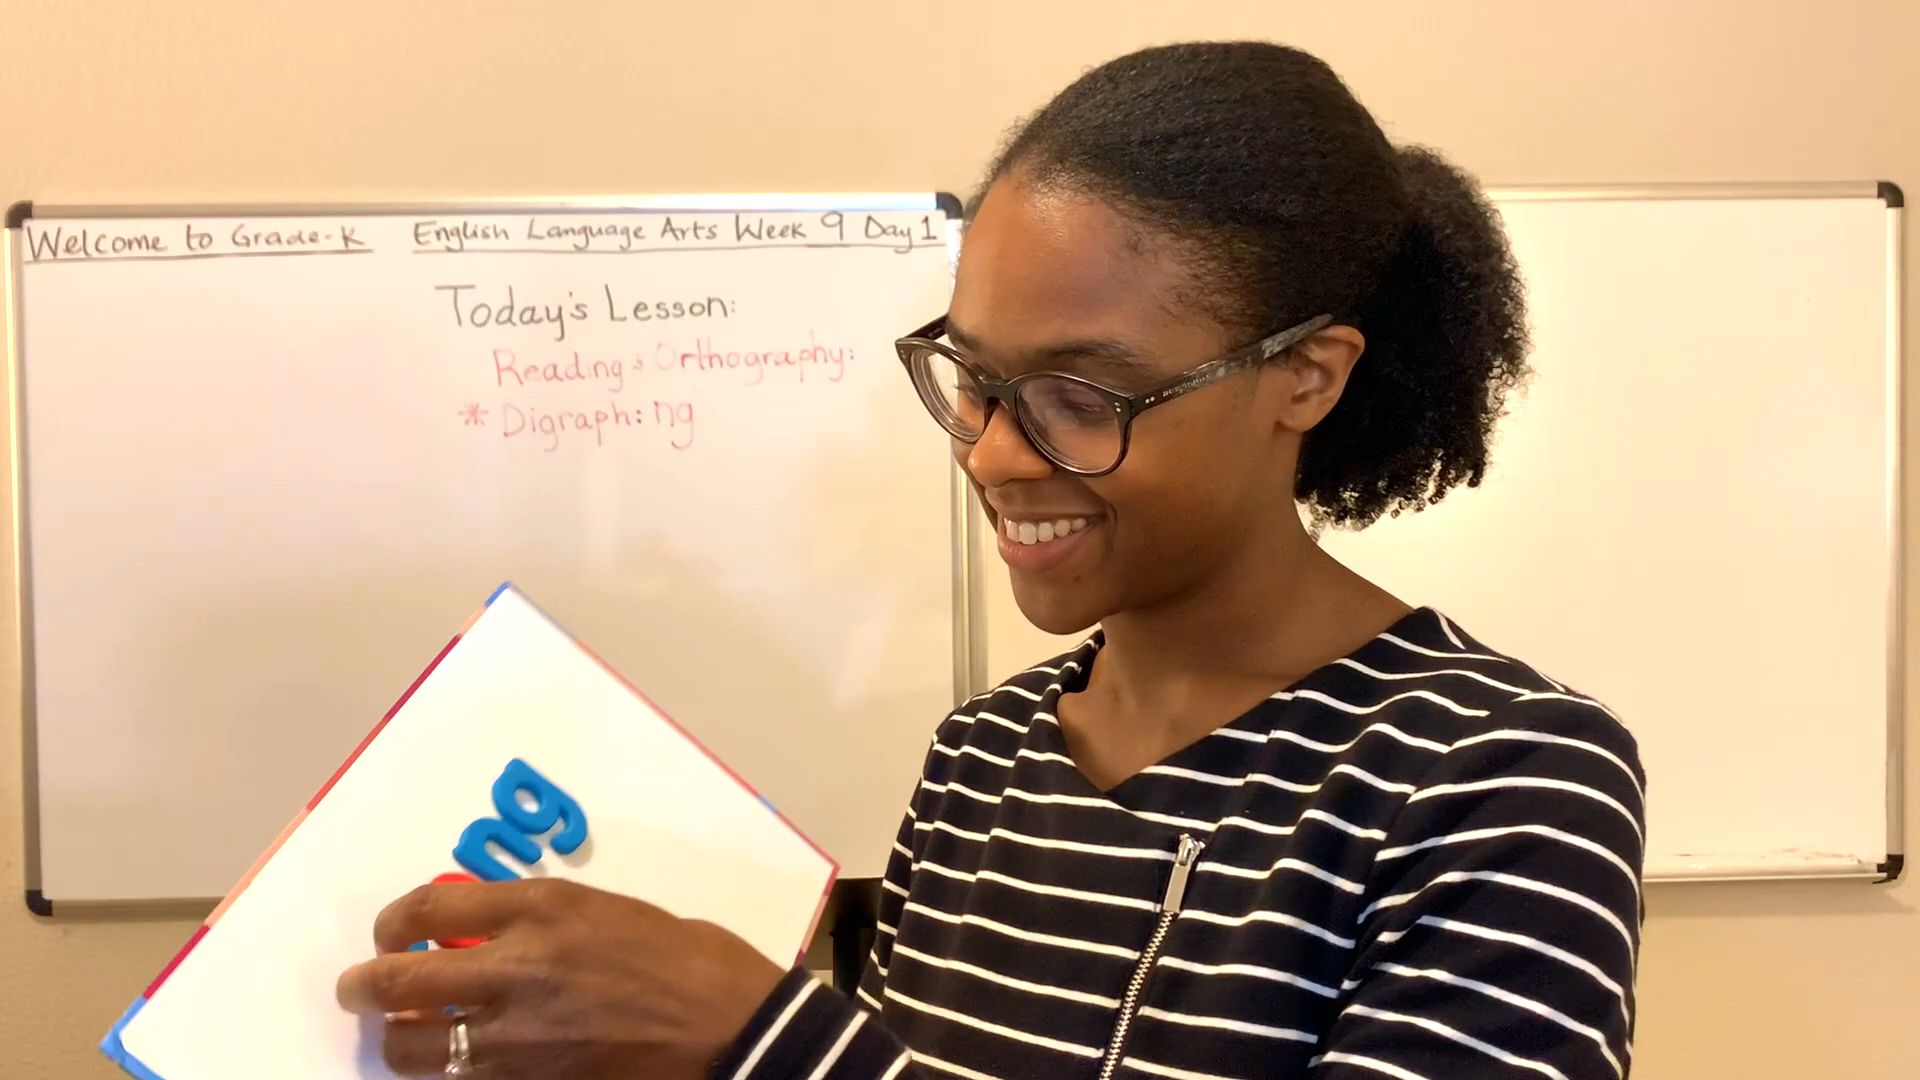 Welcome to Grade-K English Language Arts Week 9 Day 1
Today's Lesson:
Reading & Orthography:
* Digraph: ng
ng